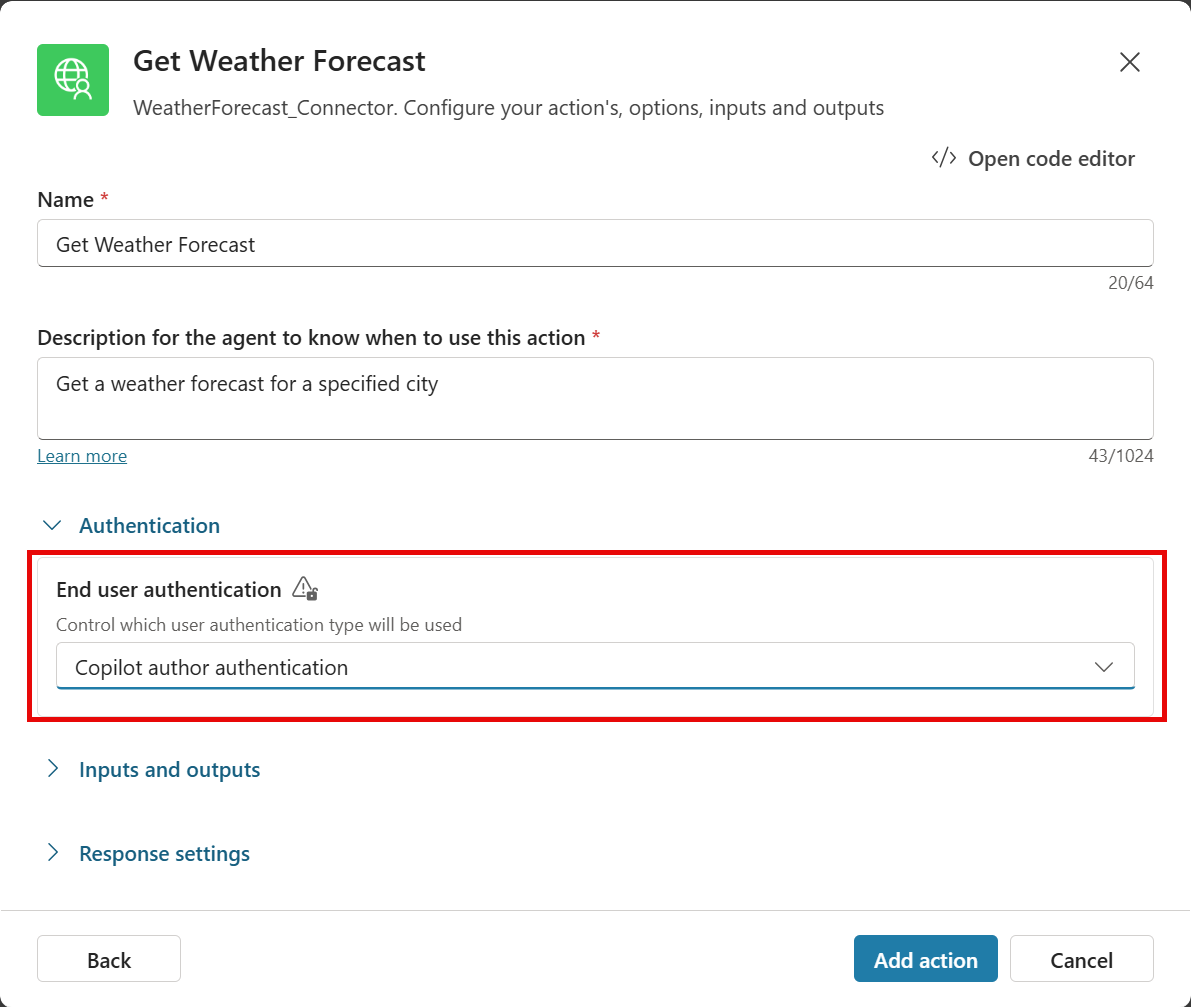 Get Weather Forecast
WeatherForecast_Connector. Configure your action's, options, inputs and outputs
</> Open code editor
Name *
Get Weather Forecast
20/64
Description for the agent to know when to use this action *
Get a weather forecast for a specified city
Learn more
43/1024
Authentication
End user authentication
Control which user authentication type will be used
Copilot author authentication
Inputs and outputs
Response settings
Back
Add action
Cancel